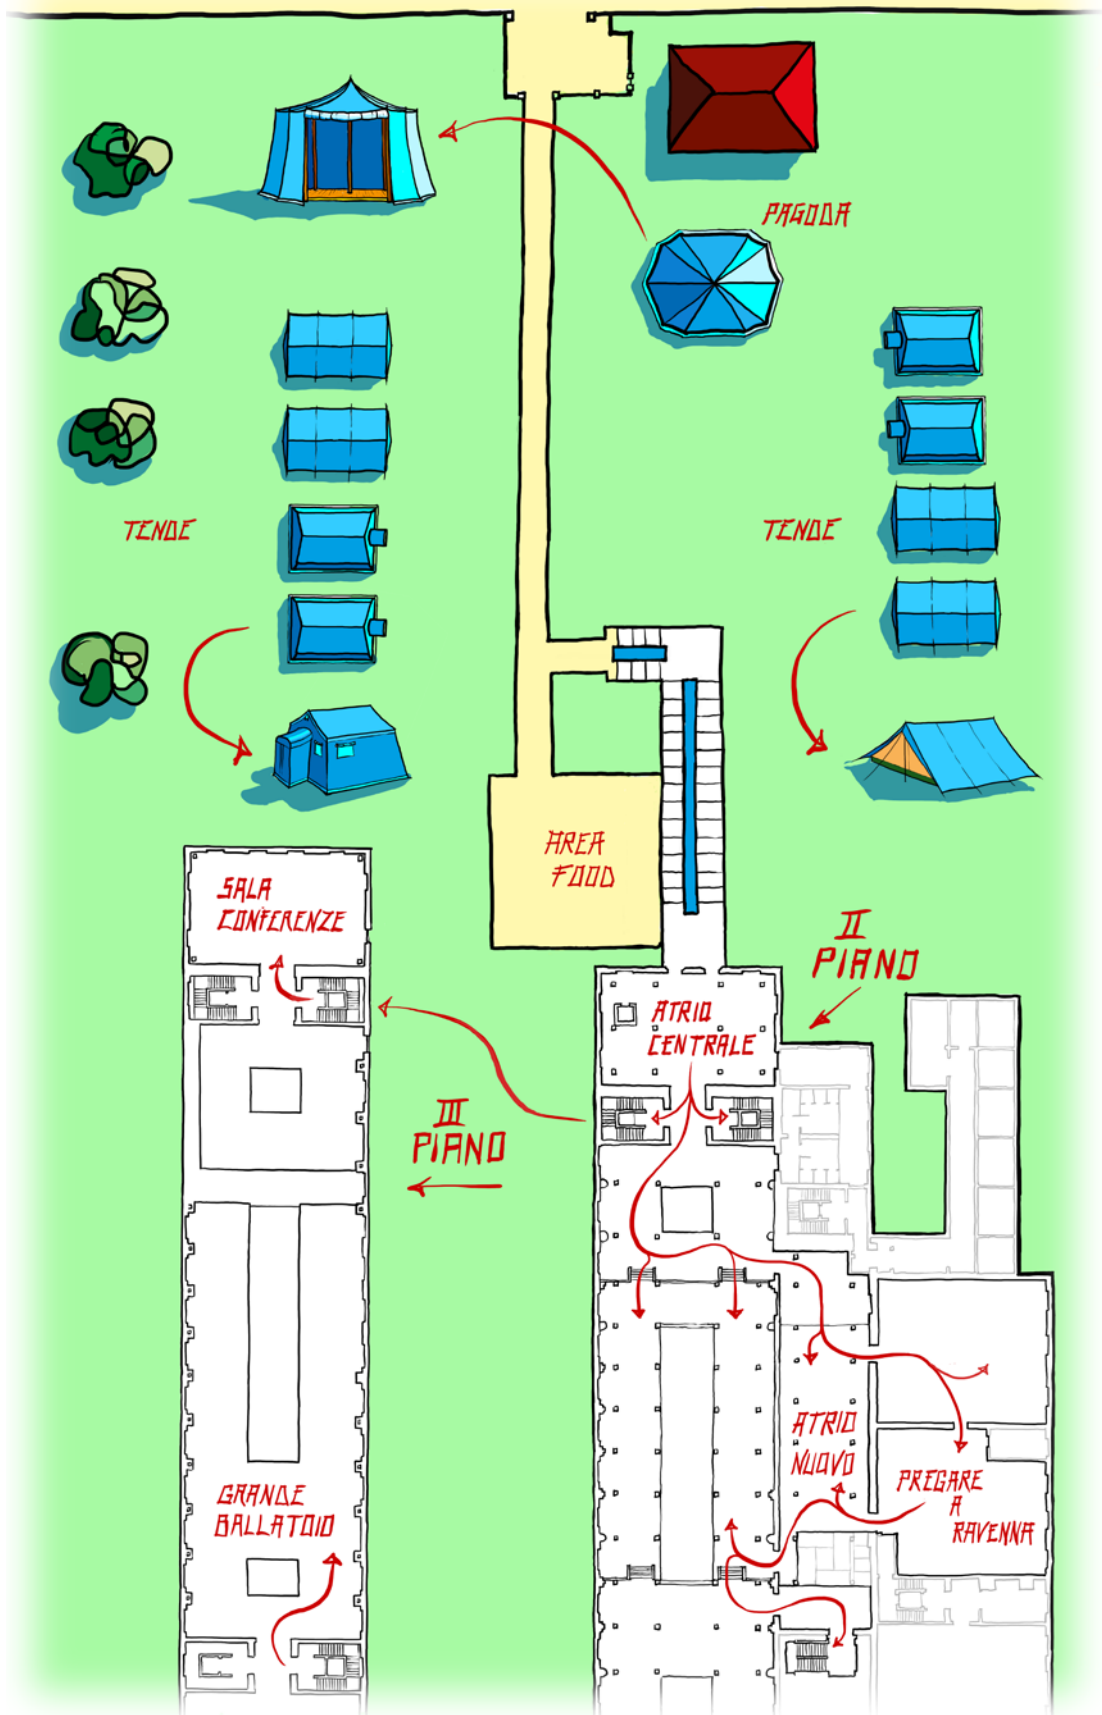 PAGODA
TENDE
TENDE
AREA
FOOD
SALA
CONFERENZE
II
PIANO
ATRIO
CENTRALE
III
PIANO
ATRIO
NUOVO
PREGARE
A
RAVENNA
GRANDE
BALLATOIO